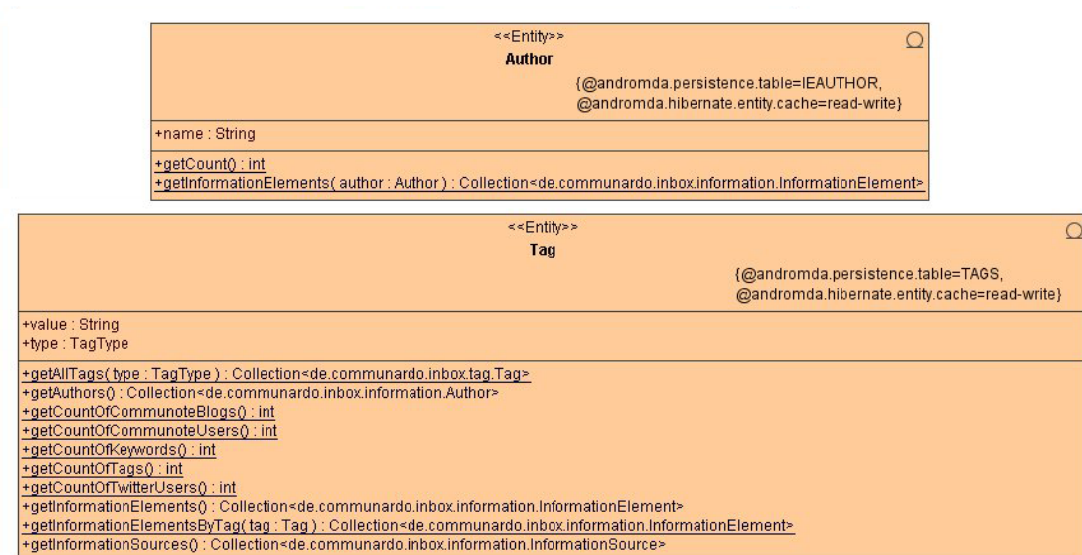 <<Entity>>
Author
{@andromda.persistence.table=IEAUTHOR,
@andromda.hibernate.entity.cache=read-write}
+name : String
+getCount() : int
+getInformationElements( author : Author ) : Collection<de.communardo.inbox.information.InformationElement>
<<Entity>>
Tag
{@andromda.persistence.table=TAGS,
@andromda.hibernate.entity.cache=read-write}
+value : String
+type : TagType
+getAllTags( type : TagType ) : Collection<de.communardo.inbox.tag.Tag>
+getAuthors() : Collection<de.communardo.inbox.information.Author>
+getCountOfCommunoteBlogs() : int
+getCountOfCommunoteUsers() : int
+getCountOfKeywords() : int
+getCountOfTags() : int
+getCountOfTwitterUsers() : int
+getInformationElements() : Collection<de.communardo.inbox.information.InformationElement>
+getInformationElementsByTag( tag : Tag ) : Collection<de.communardo.inbox.information.InformationElement>
+getInformationSources() : Collection<de.communardo.inbox.information.InformationSource>